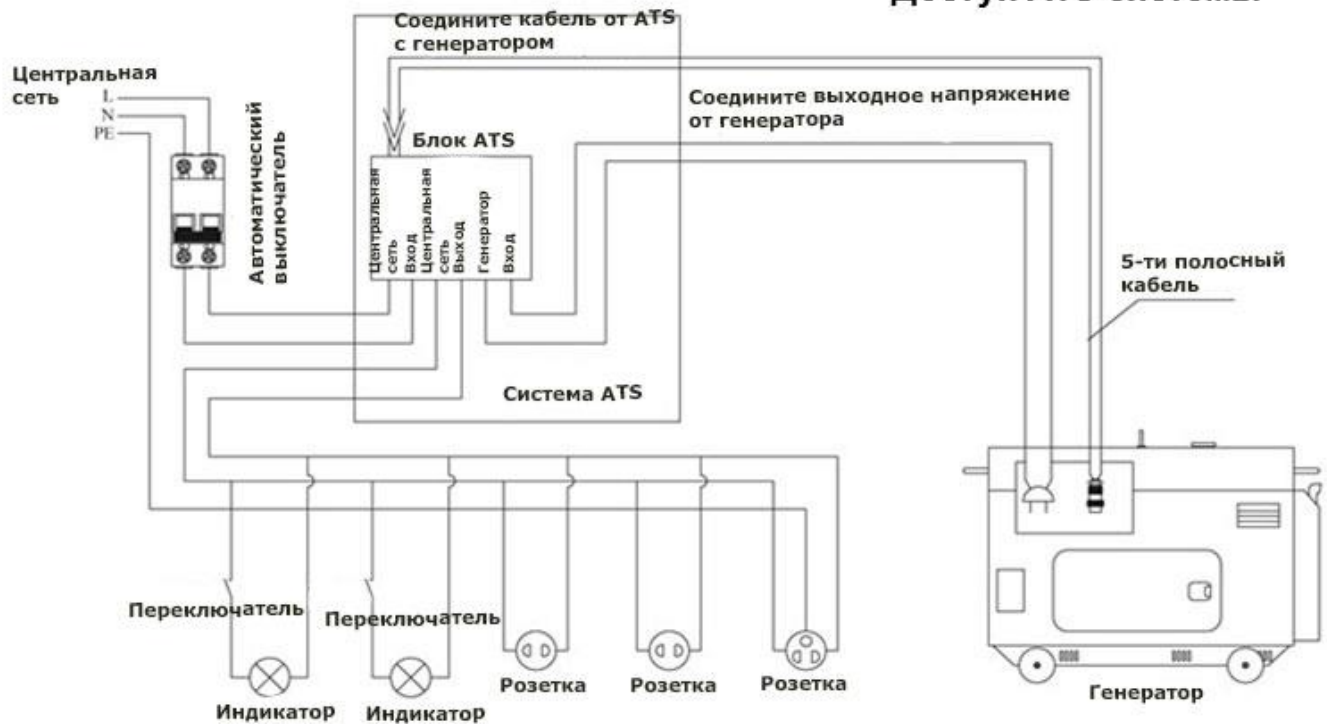 Соедините кабель от ATS
с генератором
Центральная
сеть
L
N
PE
Автоматический
выключатель
Соедините выходное напряжение
от генератора
Блок ATS
Центральная
сеть
Вход
Центральная
сеть
Выход
Генератор
Вход
5-ти полосный
кабель
Система ATS
Переключатель
Переключатель
Индикатор
Индикатор
Розетка
Розетка
Розетка
Генератор